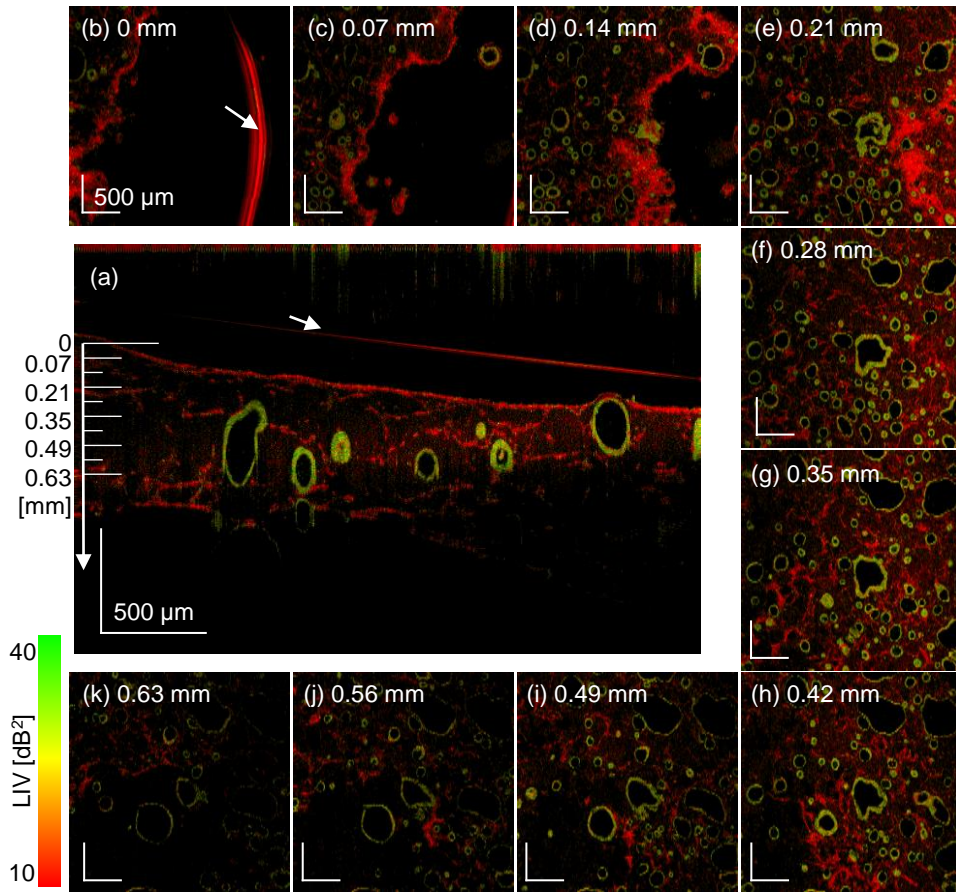 (b) 0 mm
(c) 0.07 mm
(d) 0.14 mm
(e) 0.21 mm
500 µm
(a)
(f) 0.28 mm
0
0.07
0.21
0.35
0.49
0.63
[mm]
(g) 0.35 mm
500 µm
40
LIV [dB²]
10
(k) 0.63 mm
(j) 0.56 mm
(i) 0.49 mm
(h) 0.42 mm